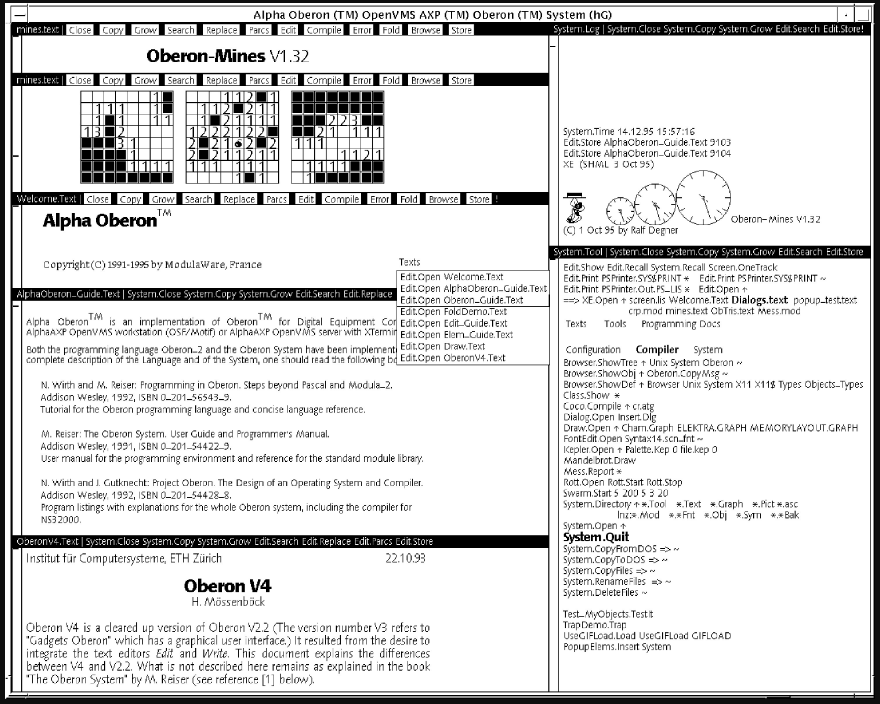 Alpha Oberon (TM) OpenVMS AXP (TM) Oberon (TM) System (hG)
mines.text | Close Copy Grow Search Replace Parcs Edit Compile Error Fold Browse Store
Oberon-Mines V1.32
mines.text | Close Copy Grow Search Replace Parcs Edit Compile Error Fold Browse Store
Welcome.Text | Close Copy Grow Search Replace Parcs Edit Compile Error Fold Browse Store !
Alpha Oberon TM
Copyright (C) 1991-1995 by ModulaWare, France
Texts
Edit.Open Welcome.Text
Edit.Open AlphaOberon_Guide.Text
Edit.Open Oberon_Guide.Text
Edit.Open FoldDemo.Text
Edit.Open Edit_Guide.Text
Edit.Open Elem_Guide.Text
Edit.Open Draw.Text
Edit.Open OberonV4.Text
AlphaOberon_Guide.Text | System.Close System.Copy System.Grow Edit.Search Edit.Replace
Alpha Oberon TM is an implementation of Oberon TM for Digital Equipment
AlphaAXP OpenVMS workstation (OSF/Motif) or AlphaAXP OpenVMS server with
Both the programming language Oberon_2 and the Oberon System have been
complete description of the Language and of the System, one should read the following
N. Wirth and M. Reiser: Programming in Oberon. Steps beyond Pascal and Modula_2.
Addison Wesley, 1992, ISBN 0_201_56543_9.
Tutorial for the Oberon programming language and concise language reference.
M. Reiser: The Oberon System. User Guide and Programmer's Manual.
Addison Wesley, 1991, ISBN 0_201_54422_9.
User manual for the programming environment and reference for the standard module library.
N. Wirth and J. Gutknecht: Project Oberon. The Design of an Operating System and Compiler.
Addison Wesley, 1992, ISBN 0_201_54428_8.
Program listings with explanations for the whole Oberon system, including the compiler for
NS32000.
OberonV4.Text | System.Close System.Copy System.Grow Edit.Search Edit.Replace Edit.Parcs Edit.Store
Institut für Computersysteme, ETH Zürich 22.10.93
Oberon V4
H. Mössenböck
Oberon V4 is a cleared up version of Oberon V2.2 (The version number V3 refers to
"Gadgets Oberon" which has a graphical user interface.) It resulted from the desire to
integrate the text editors Edit and Write. This document explains the differences
between V4 and V2.2. What is not described here remains as explained in the book
"The Oberon System" by M. Reiser (see reference [1] below).
System.Log | System.Close System.Copy System.Grow Edit.Search Edit.Store!
System.Time 14.12.95 15:57:16
Edit.Store AlphaOberon_Guide.Text 9103
Edit.Store AlphaOberon_Guide.Text 9104
XE (SHML 3 Oct 95)
Oberon-Mines V1.32
(C) 1 Oct 95 by Ralf Degner
System.Tool | System.Close System.Copy System.Grow Edit.Search Edit.Store
Edit.Show Edit.Recall System.Recall Screen.OneTrack
Edit.Print PSPrinter.SYS$PRINT * Edit.Print PSPrinter.SYS$PRINT ~
Edit.Print PSPrinter.Out.PS_LIS * Edit.Open ↑
==> XE.Open ↑ screen.lis Welcome.Text Dialogs.text popup_test.text
crp.mod mines.text ObTris.text Mess.mod
Texts Tools Programming Docs
Configuration Compiler System
Browser.ShowTree ↑ Unix System Oberon ~
Browser.ShowObj ↑ Oberon.CopyMsg ~
Browser.ShowDef ↑ Browser Unix System X11 X11$ Types Objects_Types
Class.Show *
Coco.Compile ↑ cr.atg
Dialog.Open Insert.Dlg
Draw.Open ↑ Cham.Graph ELEKTRA.GRAPH MEMORYLAYOUT.GRAPH
FontEdit.Open Syntax14.scn_fnt ~
Kepler.Open ↑ Palette.Kep 0 file.kep 0
Mandelbrot.Draw
Mess.Report *
Rott.Open Rott.Start Rott.Stop
Swarm.Start 5 200 5 3 20
System.Directory ↑ *.Tool *.Text *.Graph *.Pict *.asc
lnz:*.Mod *.*Fnt *.Obj *.Sym *.*Bak
System.Open ↑
System.Quit
System.CopyFromDOS => ~
System.CopyToDOS => ~
System.CopyFiles => ~
System.RenameFiles => ~
System.DeleteFiles ~
Test_MyObjects.TestIt
TrapDemo.Trap
UseGIFLoad.Load UseGIFLoad GIFLOAD
PopupElems.Insert System